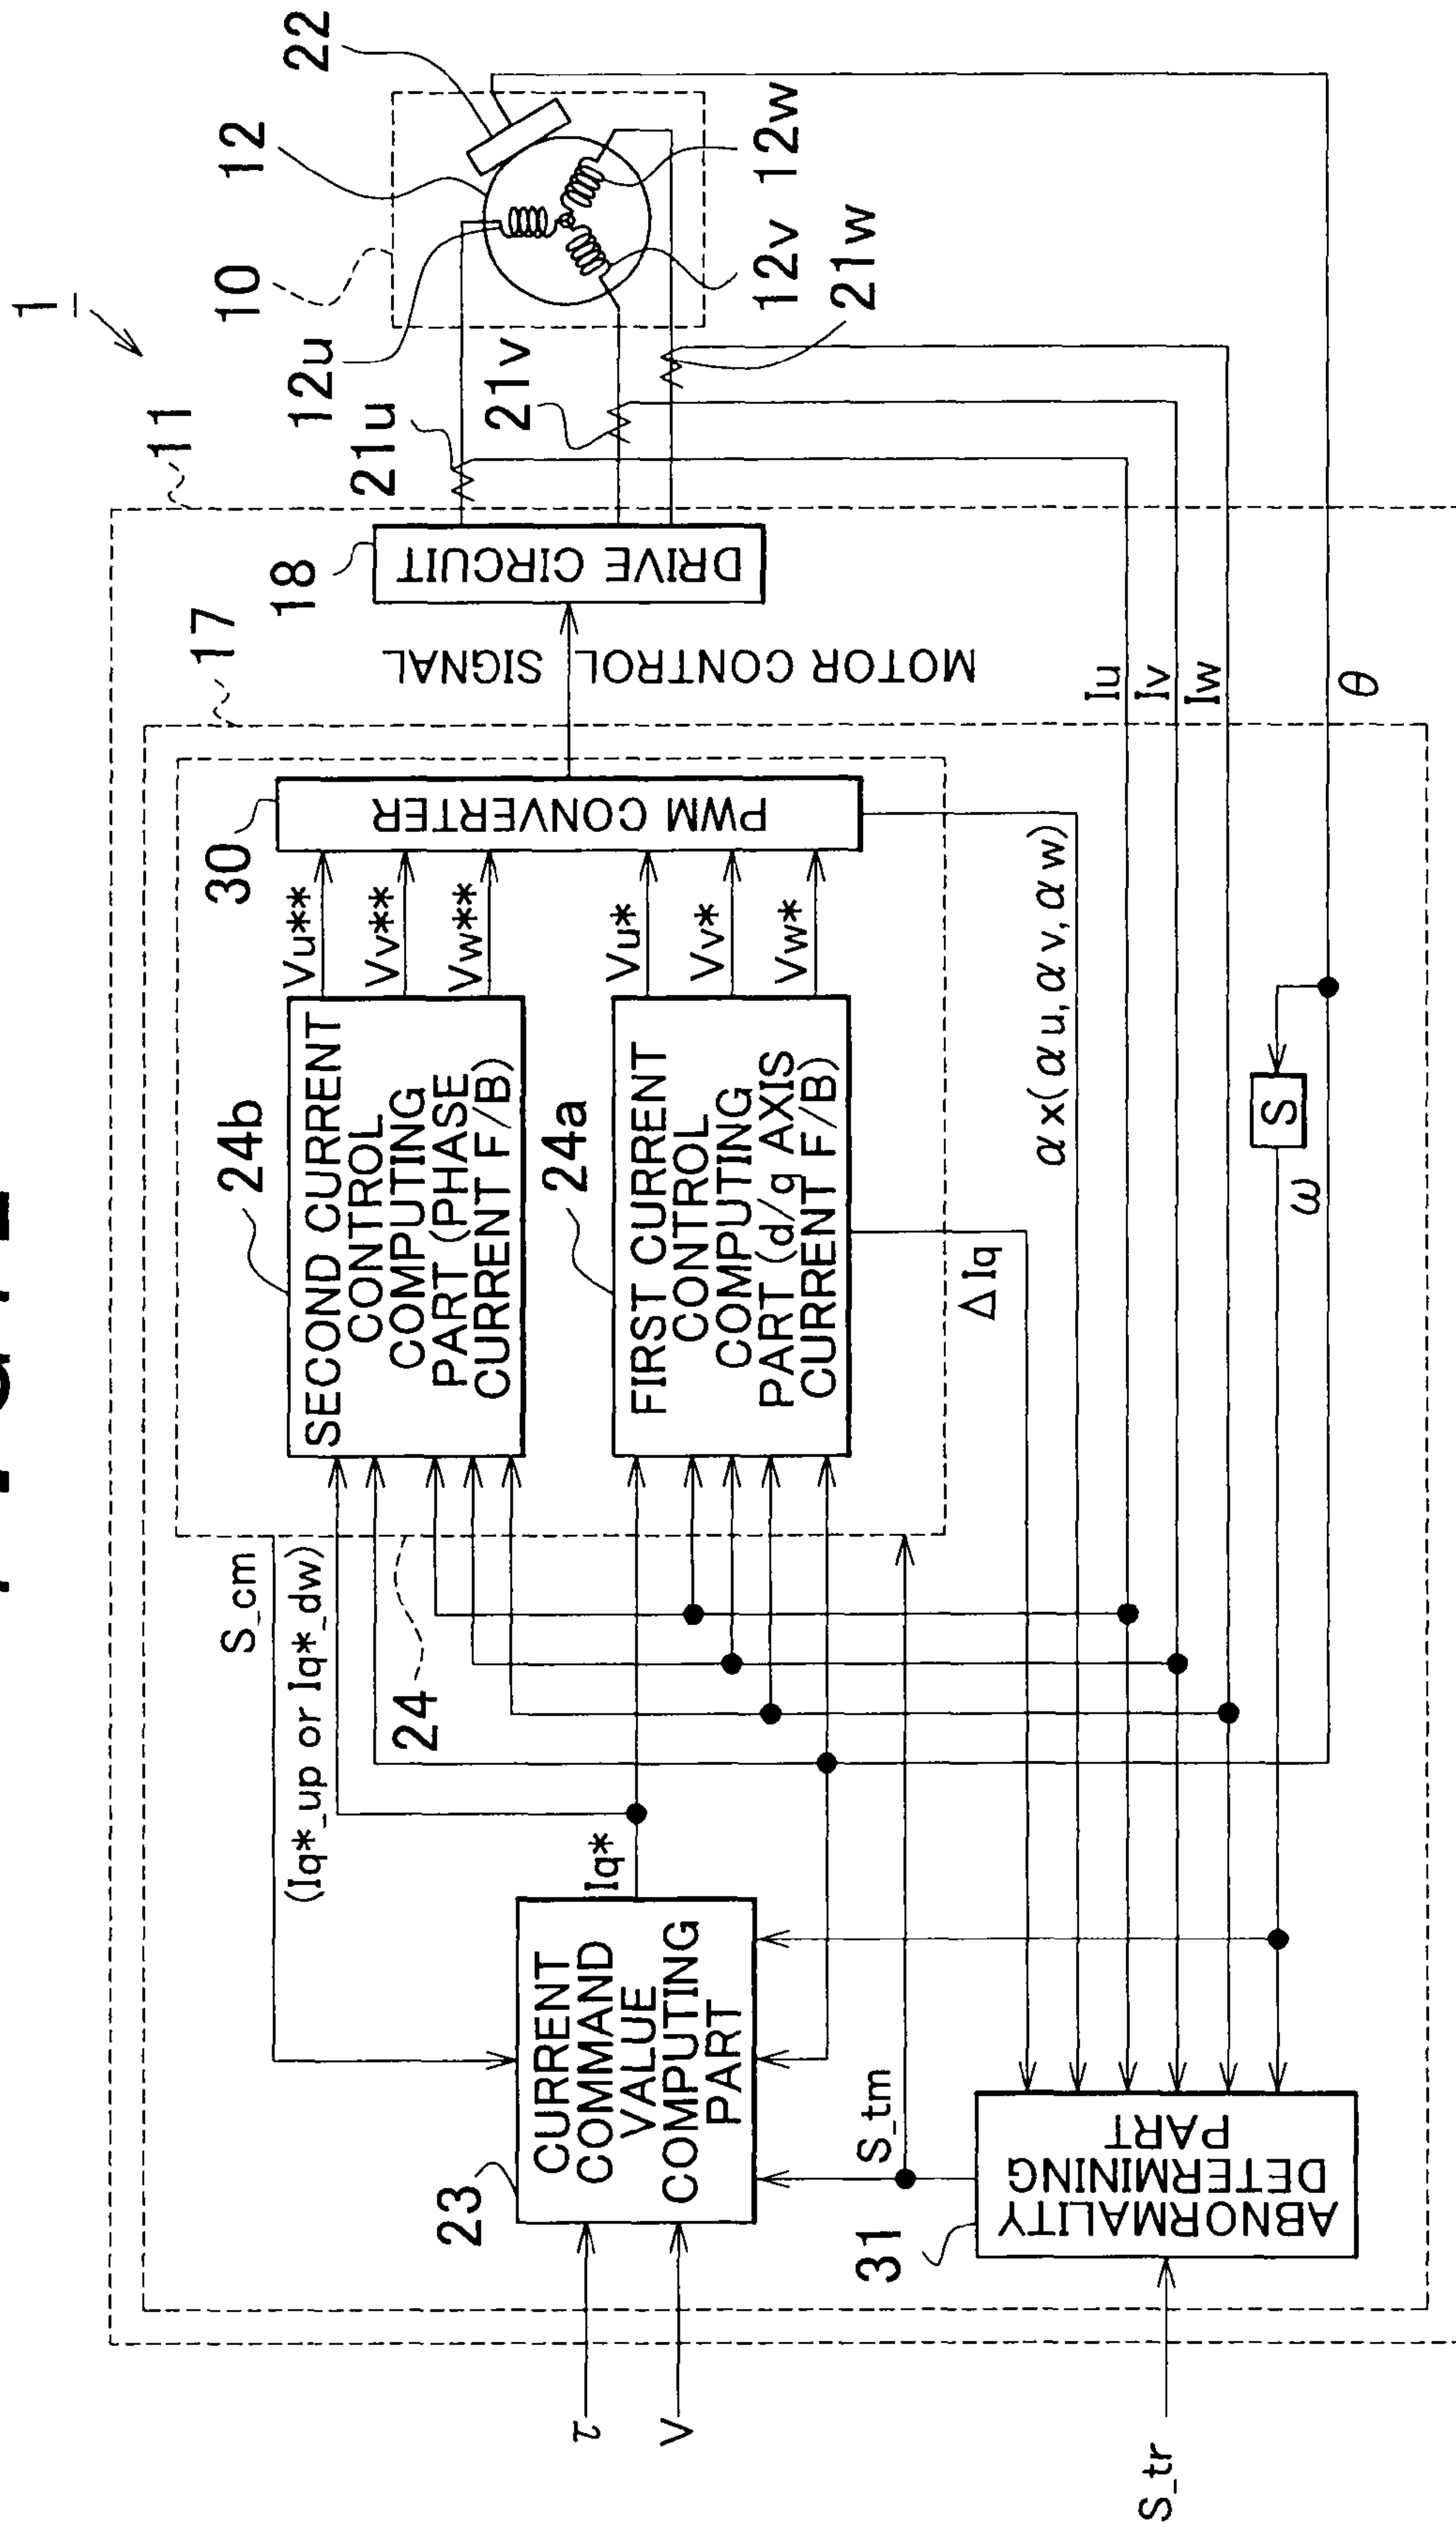 1
11
17
10
12
22
12u
12v
12w
21u
21v
21w
18
DRIVE CIRCUIT
MOTOR CONTROL SIGNAL
30
PWM CONVERTER
Vu**
Vv**
Vw**
Vu*
Vv*
Vw*
24b
SECOND CURRENT
CONTROL
COMPUTING
PART (PHASE
CURRENT F/B)
24a
FIRST CURRENT
CONTROL
COMPUTING
PART (d/q AXIS
CURRENT F/B)
24
S_cm
(Iq*_up or Iq*_dw)
Iq*
23
CURRENT
COMMAND
VALUE
COMPUTING
PART
τ
V
ΔIq
αx(αu, αv, αw)
Iu
Iv
Iw
θ
S
ω
S_tm
31
ABNORMALITY
DETERMINING
PART
S_tr